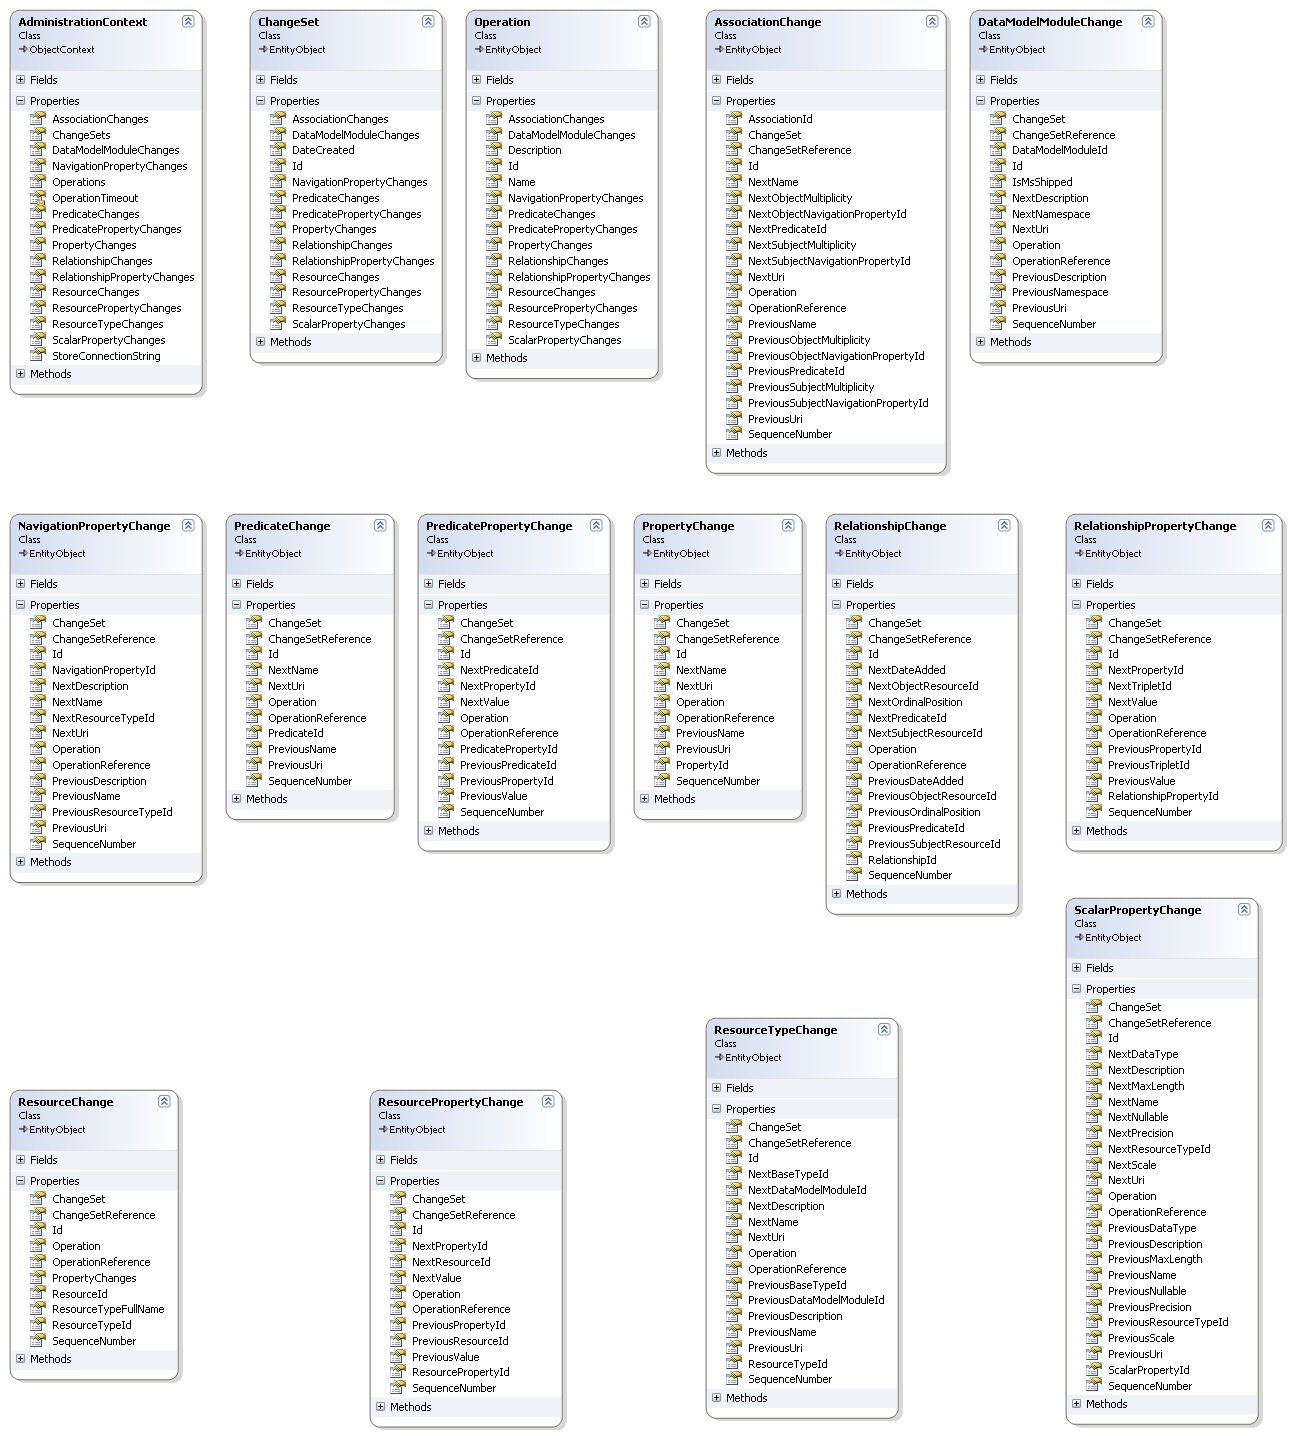 AdministrationContext
Class
ObjectContext
Fields
Properties
AssociationChanges
ChangeSets
DataModelModuleChanges
NavigationPropertyChanges
Operations
OperationTimeout
PredicateChanges
PredicatePropertyChanges
PropertyChanges
RelationshipChanges
RelationshipPropertyChanges
ResourceChanges
ResourcePropertyChanges
ResourceTypeChanges
ScalarPropertyChanges
StoreConnectionString
Methods
ChangeSet
Class
EntityObject
Fields
Properties
AssociationChanges
DataModelModuleChanges
DateCreated
Id
NavigationPropertyChanges
PredicateChanges
PredicatePropertyChanges
PropertyChanges
RelationshipChanges
RelationshipPropertyChanges
ResourceChanges
ResourcePropertyChanges
ResourceTypeChanges
ScalarPropertyChanges
Methods
Operation
Class
EntityObject
Fields
Properties
AssociationChanges
DataModelModuleChanges
Description
Id
Name
NavigationPropertyChanges
PredicateChanges
PredicatePropertyChanges
PropertyChanges
RelationshipChanges
RelationshipPropertyChanges
ResourceChanges
ResourcePropertyChanges
ResourceTypeChanges
ScalarPropertyChanges
Methods
AssociationChange
Class
EntityObject
Fields
Properties
AssociationId
ChangeSet
ChangeSetReference
Id
NextName
NextObjectMultiplicity
NextObjectNavigationPropertyId
NextPredicateId
NextSubjectMultiplicity
NextSubjectNavigationPropertyId
NextUri
Operation
OperationReference
PreviousName
PreviousObjectMultiplicity
PreviousObjectNavigationPropertyId
PreviousPredicateId
PreviousSubjectMultiplicity
PreviousSubjectNavigationPropertyId
PreviousUri
SequenceNumber
Methods
DataModelModuleChange
Class
EntityObject
Fields
Properties
ChangeSet
ChangeSetReference
DataModelModuleId
Id
IsMsShipped
NextDescription
NextNamespace
NextUri
Operation
OperationReference
PreviousDescription
PreviousNamespace
PreviousUri
SequenceNumber
Methods
NavigationPropertyChange
Class
EntityObject
Fields
Properties
ChangeSet
ChangeSetReference
Id
NavigationPropertyId
NextDescription
NextName
NextResourceTypeId
NextUri
Operation
OperationReference
PreviousDescription
PreviousName
PreviousResourceTypeId
PreviousUri
SequenceNumber
Methods
PredicateChange
Class
EntityObject
Fields
Properties
ChangeSet
ChangeSetReference
Id
NextName
NextUri
Operation
OperationReference
PredicateId
PreviousName
PreviousUri
SequenceNumber
Methods
PredicatePropertyChange
Class
EntityObject
Fields
Properties
ChangeSet
ChangeSetReference
Id
NextPredicateId
NextPropertyId
NextValue
Operation
OperationReference
PredicatePropertyId
PreviousPredicateId
PreviousPropertyId
PreviousValue
SequenceNumber
Methods
PropertyChange
Class
EntityObject
Fields
Properties
ChangeSet
ChangeSetReference
Id
NextName
NextUri
Operation
OperationReference
PreviousName
PreviousUri
PropertyId
SequenceNumber
Methods
RelationshipChange
Class
EntityObject
Fields
Properties
ChangeSet
ChangeSetReference
Id
NextDateAdded
NextObjectResourceId
NextOrdinalPosition
NextPredicateId
NextSubjectResourceId
Operation
OperationReference
PreviousDateAdded
PreviousObjectResourceId
PreviousOrdinalPosition
PreviousPredicateId
PreviousSubjectResourceId
RelationshipId
SequenceNumber
Methods
RelationshipPropertyChange
Class
EntityObject
Fields
Properties
ChangeSet
ChangeSetReference
Id
NextPropertyId
NextTripletId
NextValue
Operation
OperationReference
PreviousPropertyId
PreviousTripletId
PreviousValue
RelationshipPropertyId
SequenceNumber
Methods
ResourceChange
Class
EntityObject
Fields
Properties
ChangeSet
ChangeSetReference
Id
Operation
OperationReference
PropertyChanges
ResourceId
ResourceTypeFullName
ResourceTypeId
SequenceNumber
Methods
ResourcePropertyChange
Class
EntityObject
Fields
Properties
ChangeSet
ChangeSetReference
Id
NextPropertyId
NextResourceId
NextValue
Operation
OperationReference
PreviousPropertyId
PreviousResourceId
PreviousValue
ResourcePropertyId
SequenceNumber
Methods
ResourceTypeChange
Class
EntityObject
Fields
Properties
ChangeSet
ChangeSetReference
Id
NextBaseTypeId
NextDataModelModuleId
NextDescription
NextName
NextUri
Operation
OperationReference
PreviousBaseTypeId
PreviousDataModelModuleId
PreviousDescription
PreviousName
PreviousUri
ResourceTypeId
SequenceNumber
Methods
ScalarPropertyChange
Class
EntityObject
Fields
Properties
ChangeSet
ChangeSetReference
Id
NextDataType
NextDescription
NextMaxLength
NextName
NextNullable
NextPrecision
NextResourceTypeId
NextScale
NextUri
Operation
OperationReference
PreviousDataType
PreviousDescription
PreviousMaxLength
PreviousName
PreviousNullable
PreviousPrecision
PreviousResourceTypeId
PreviousScale
PreviousUri
ScalarPropertyId
SequenceNumber
Methods